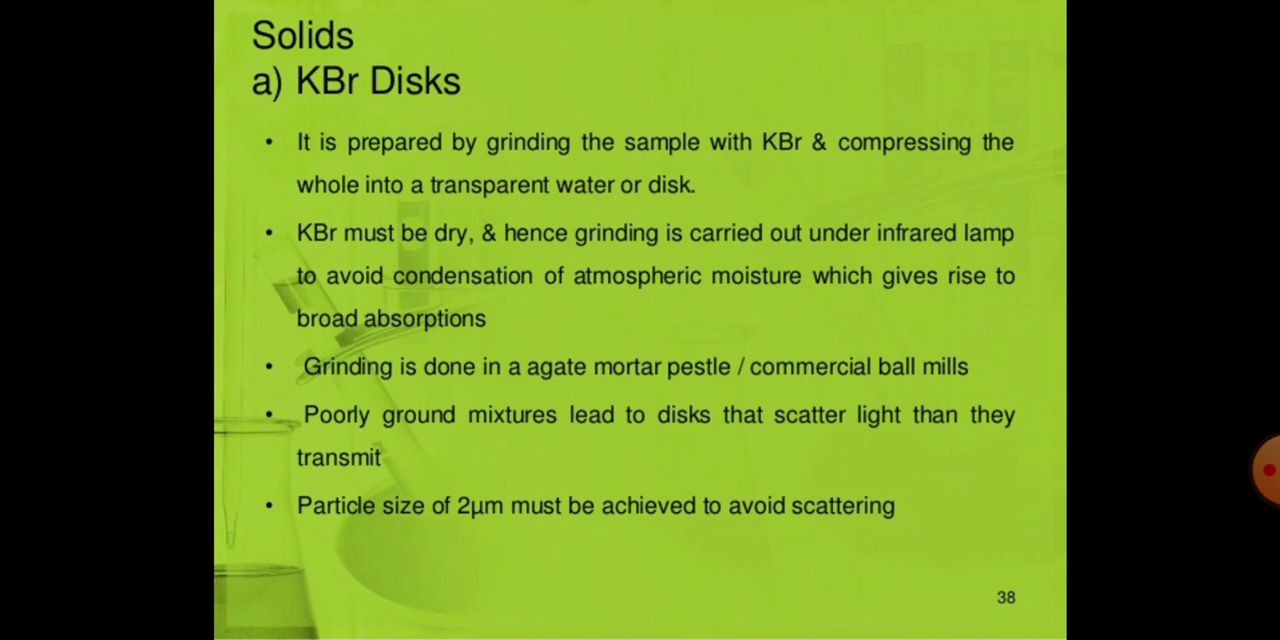 Solids
a) KBr Disks
• It is prepared by grinding the sample with KBr & compressing the
whole into a transparent water or disk.
• KBr must be dry, & hence grinding is carried out under infrared lamp
to avoid condensation of atmospheric moisture which gives rise to
broad absorptions
• Grinding is done in a agate mortar pestle / commercial ball mills
• Poorly ground mixtures lead to disks that scatter light than they
transmit
• Particle size of 2µm must be achieved to avoid scattering
38